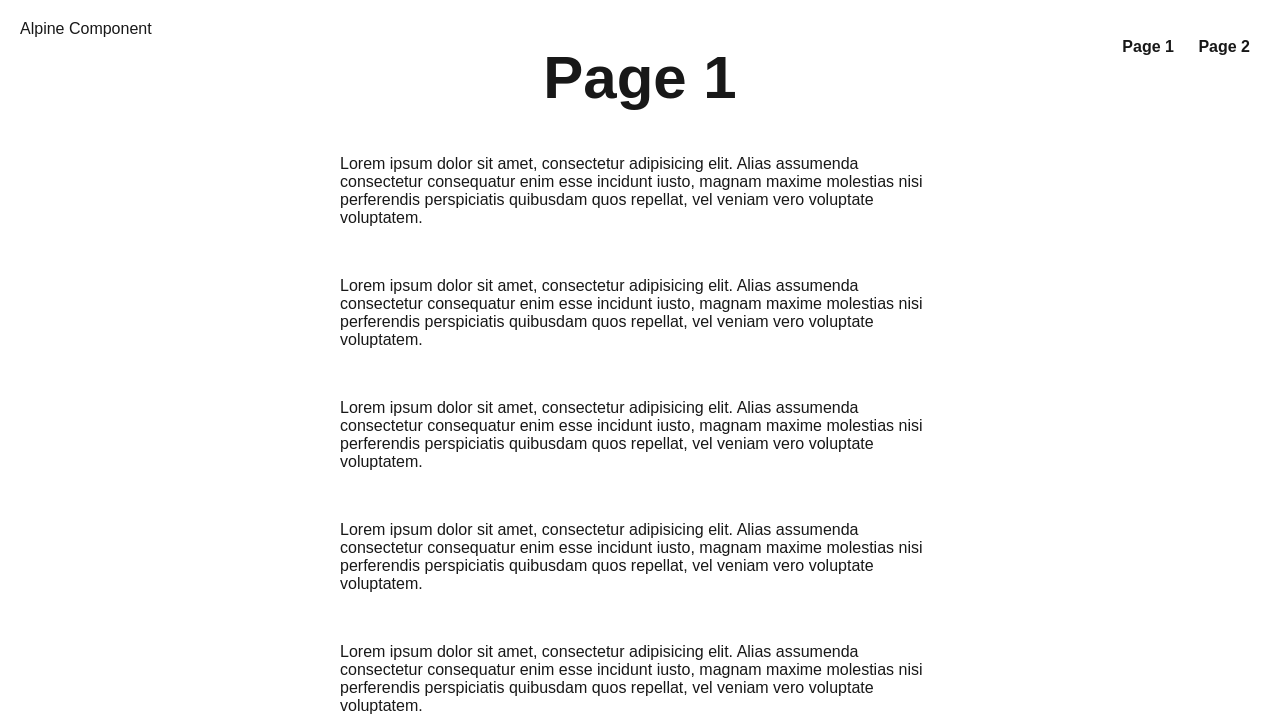 Alpine Component
Page 1
Page 2
Page 1
Lorem ipsum dolor sit amet, consectetur adipisicing elit. Alias assumenda
consectetur consequatur enim esse incidunt iusto, magnam maxime molestias nisi
perferendis perspiciatis quibusdam quos repellat, vel veniam vero voluptate
voluptatem.
Lorem ipsum dolor sit amet, consectetur adipisicing elit. Alias assumenda
consectetur consequatur enim esse incidunt iusto, magnam maxime molestias nisi
perferendis perspiciatis quibusdam quos repellat, vel veniam vero voluptate
voluptatem.
Lorem ipsum dolor sit amet, consectetur adipisicing elit. Alias assumenda
consectetur consequatur enim esse incidunt iusto, magnam maxime molestias nisi
perferendis perspiciatis quibusdam quos repellat, vel veniam vero voluptate
voluptatem.
Lorem ipsum dolor sit amet, consectetur adipisicing elit. Alias assumenda
consectetur consequatur enim esse incidunt iusto, magnam maxime molestias nisi
perferendis perspiciatis quibusdam quos repellat, vel veniam vero voluptate
voluptatem.
Lorem ipsum dolor sit amet, consectetur adipisicing elit. Alias assumenda
consectetur consequatur enim esse incidunt iusto, magnam maxime molestias nisi
perferendis perspiciatis quibusdam quos repellat, vel veniam vero voluptate
voluptatem.